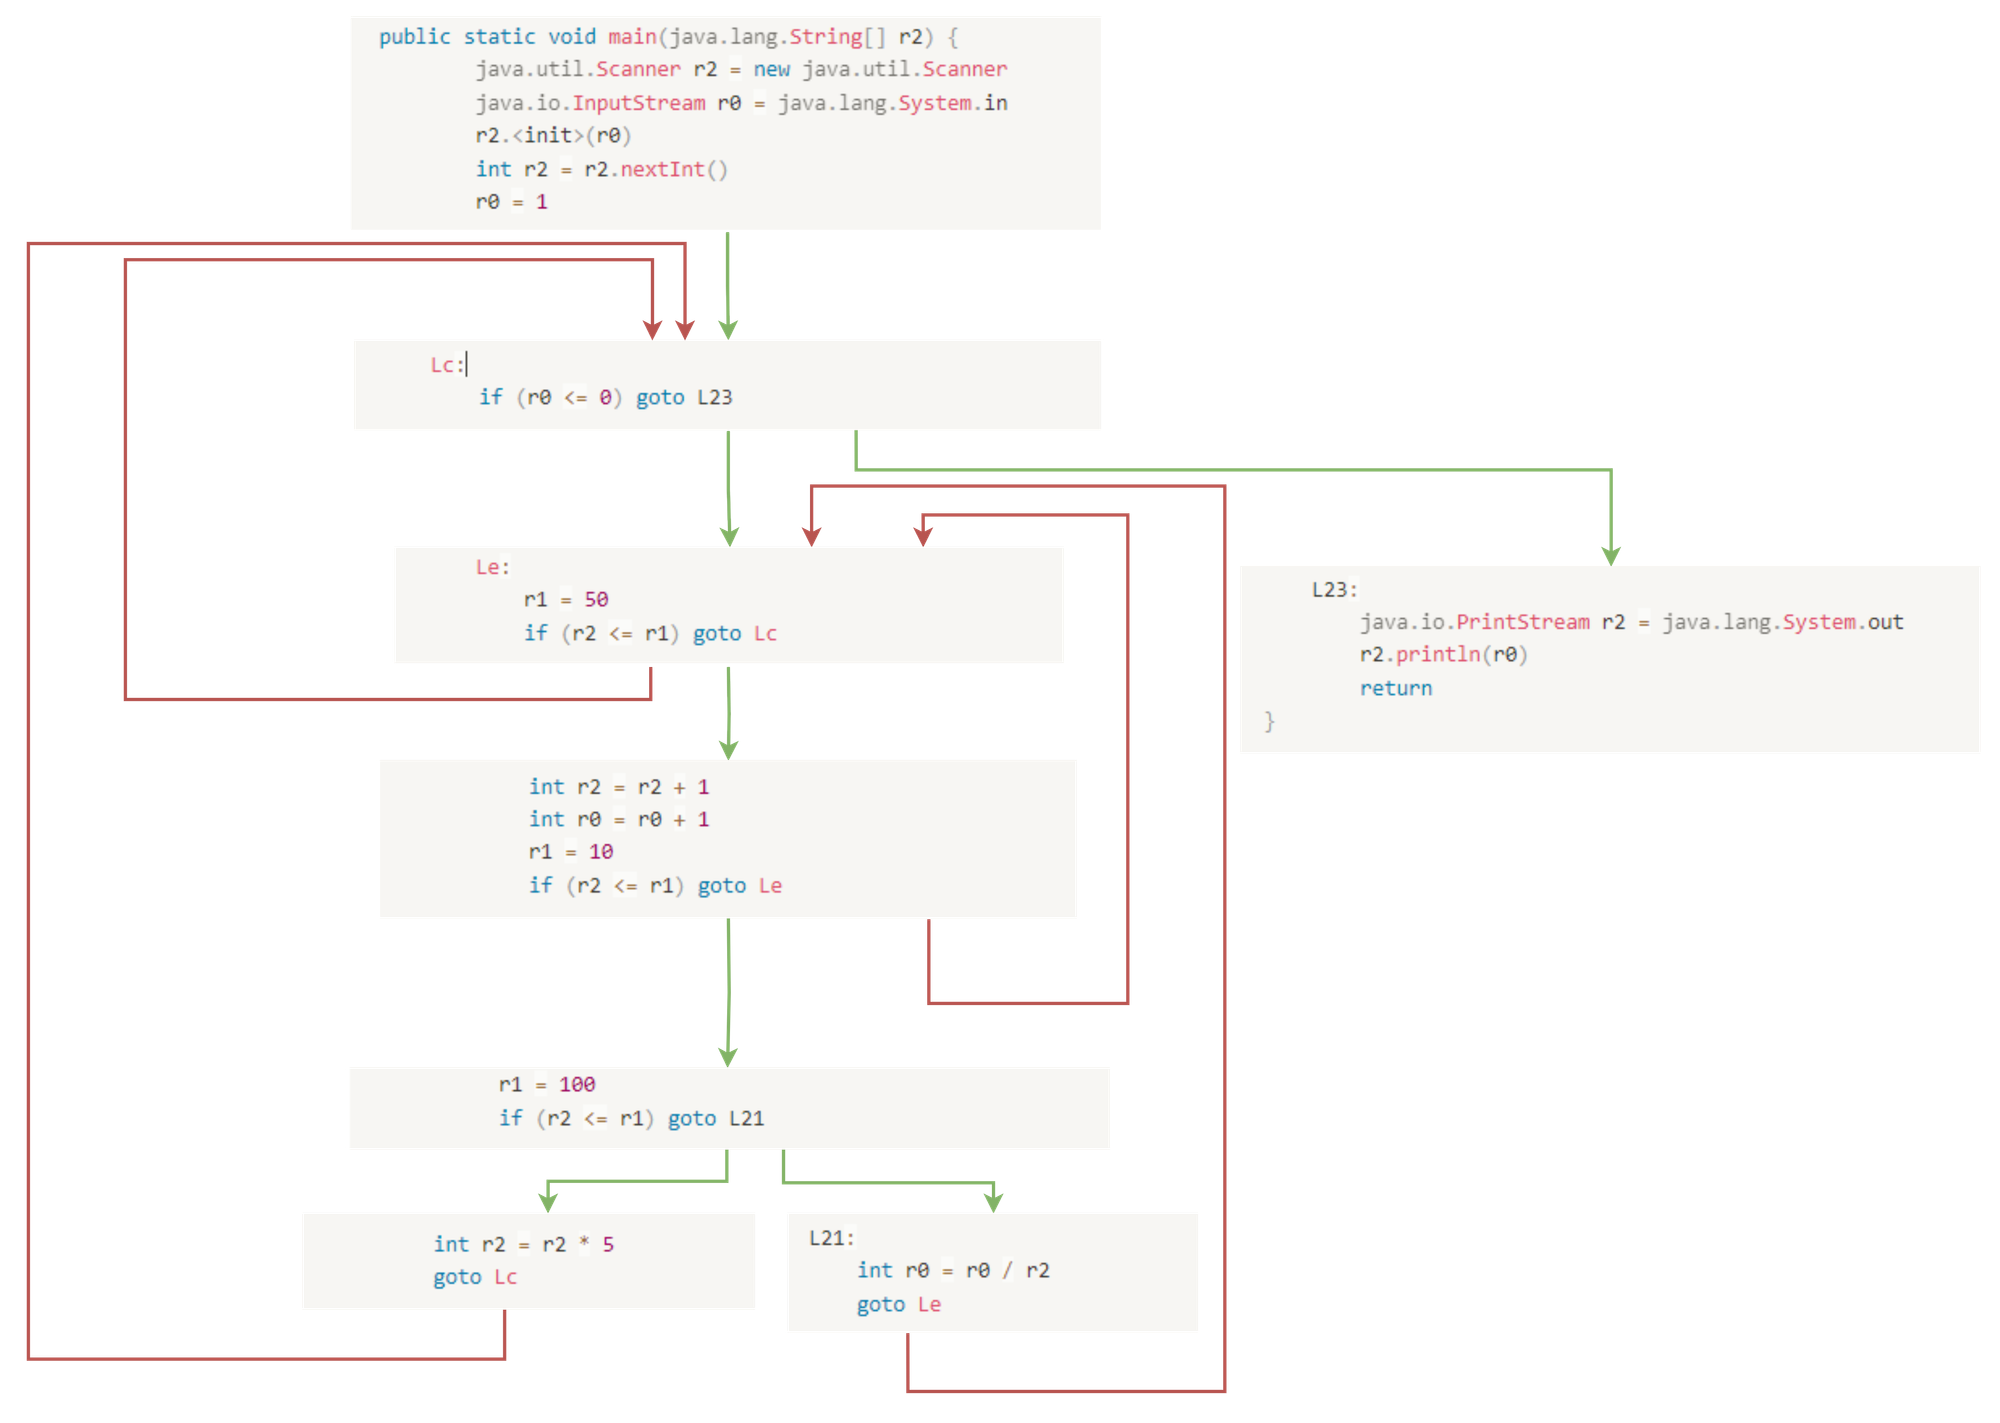 public static void main(java.lang.String[] r2) {
java.util.Scanner r2 = new java.util.Scanner
java.io.InputStream r0 = java.lang.System.in
r2.<init>(r0)
int r2 = r2.nextInt()
r0 = 1
Lc:
if (r0 <= 0) goto L23
Le:
r1 = 50
if (r2 <= r1) goto Lc
L23:
java.io.PrintStream r2 = java.lang.System.out
r2.println(r0)
return
}
int r2 = r2 + 1
int r0 = r0 + 1
r1 = 10
if (r2 <= r1) goto Le
r1 = 100
if (r2 <= r1) goto L21
int r2 = r2 * 5
goto Lc
L21:
int r0 = r0 / r2
goto Le